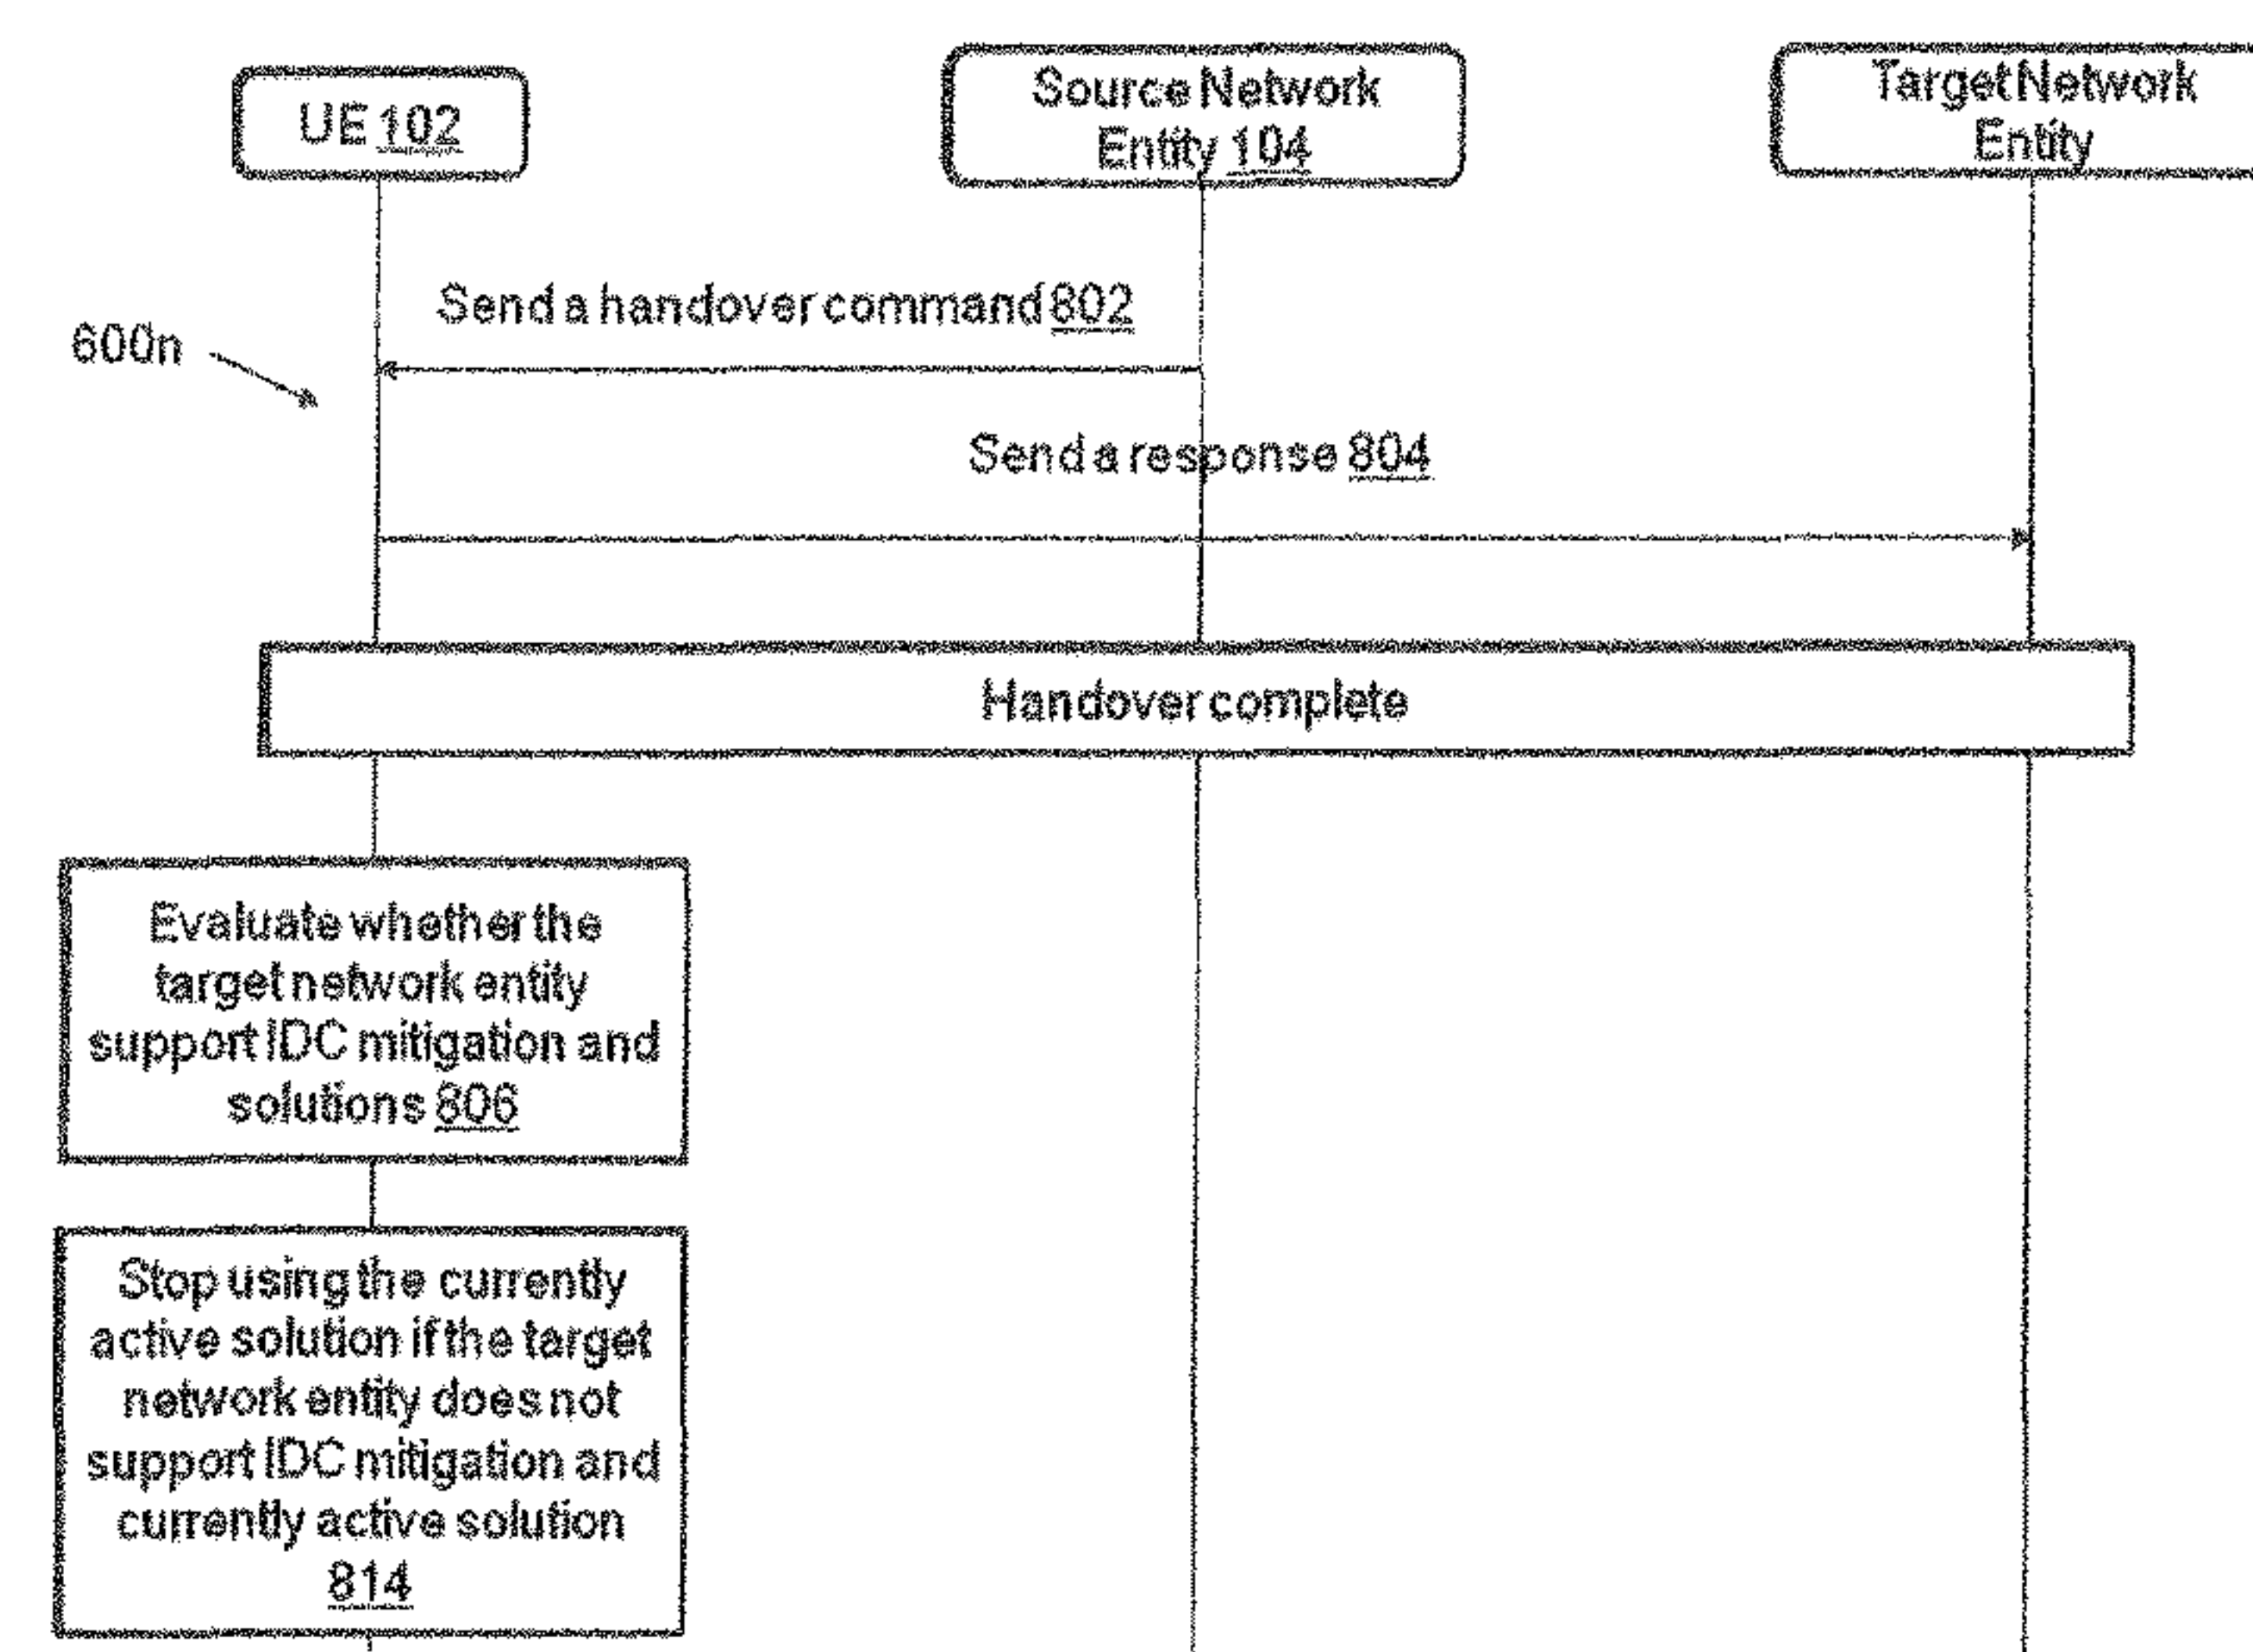 UE 102
Source Network
Entity 104
Target Network
Entity
Send a handover command 802
600n
Send a response 804
Handover complete
Evaluate whether the
target network entity
support IDC mitigation and
solutions 806
Stop using the currently
active solution if the target
network entity does not
support IDC mitigation and
currently active solution
814